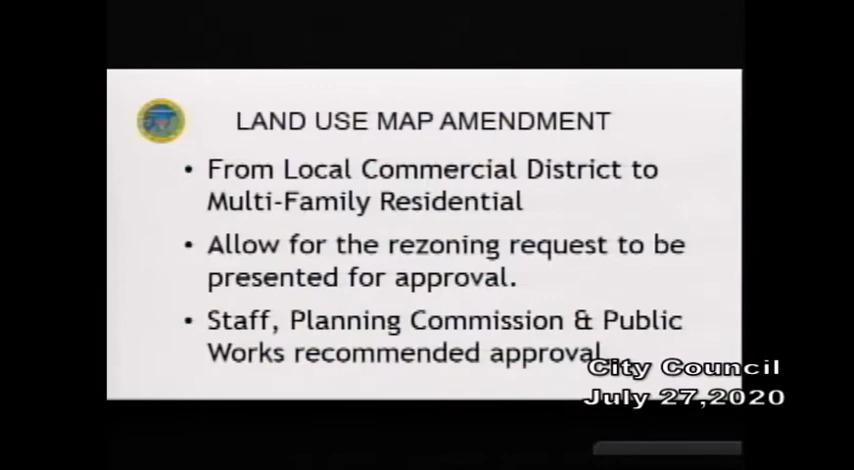 LAND USE MAP AMENDMENT
• From Local Commercial District to
Multi-Family Residential
• Allow for the rezoning request to be
presented for approval.
• Staff, Planning Commission & Public
Works recommended approval
City Council
July 27,2020